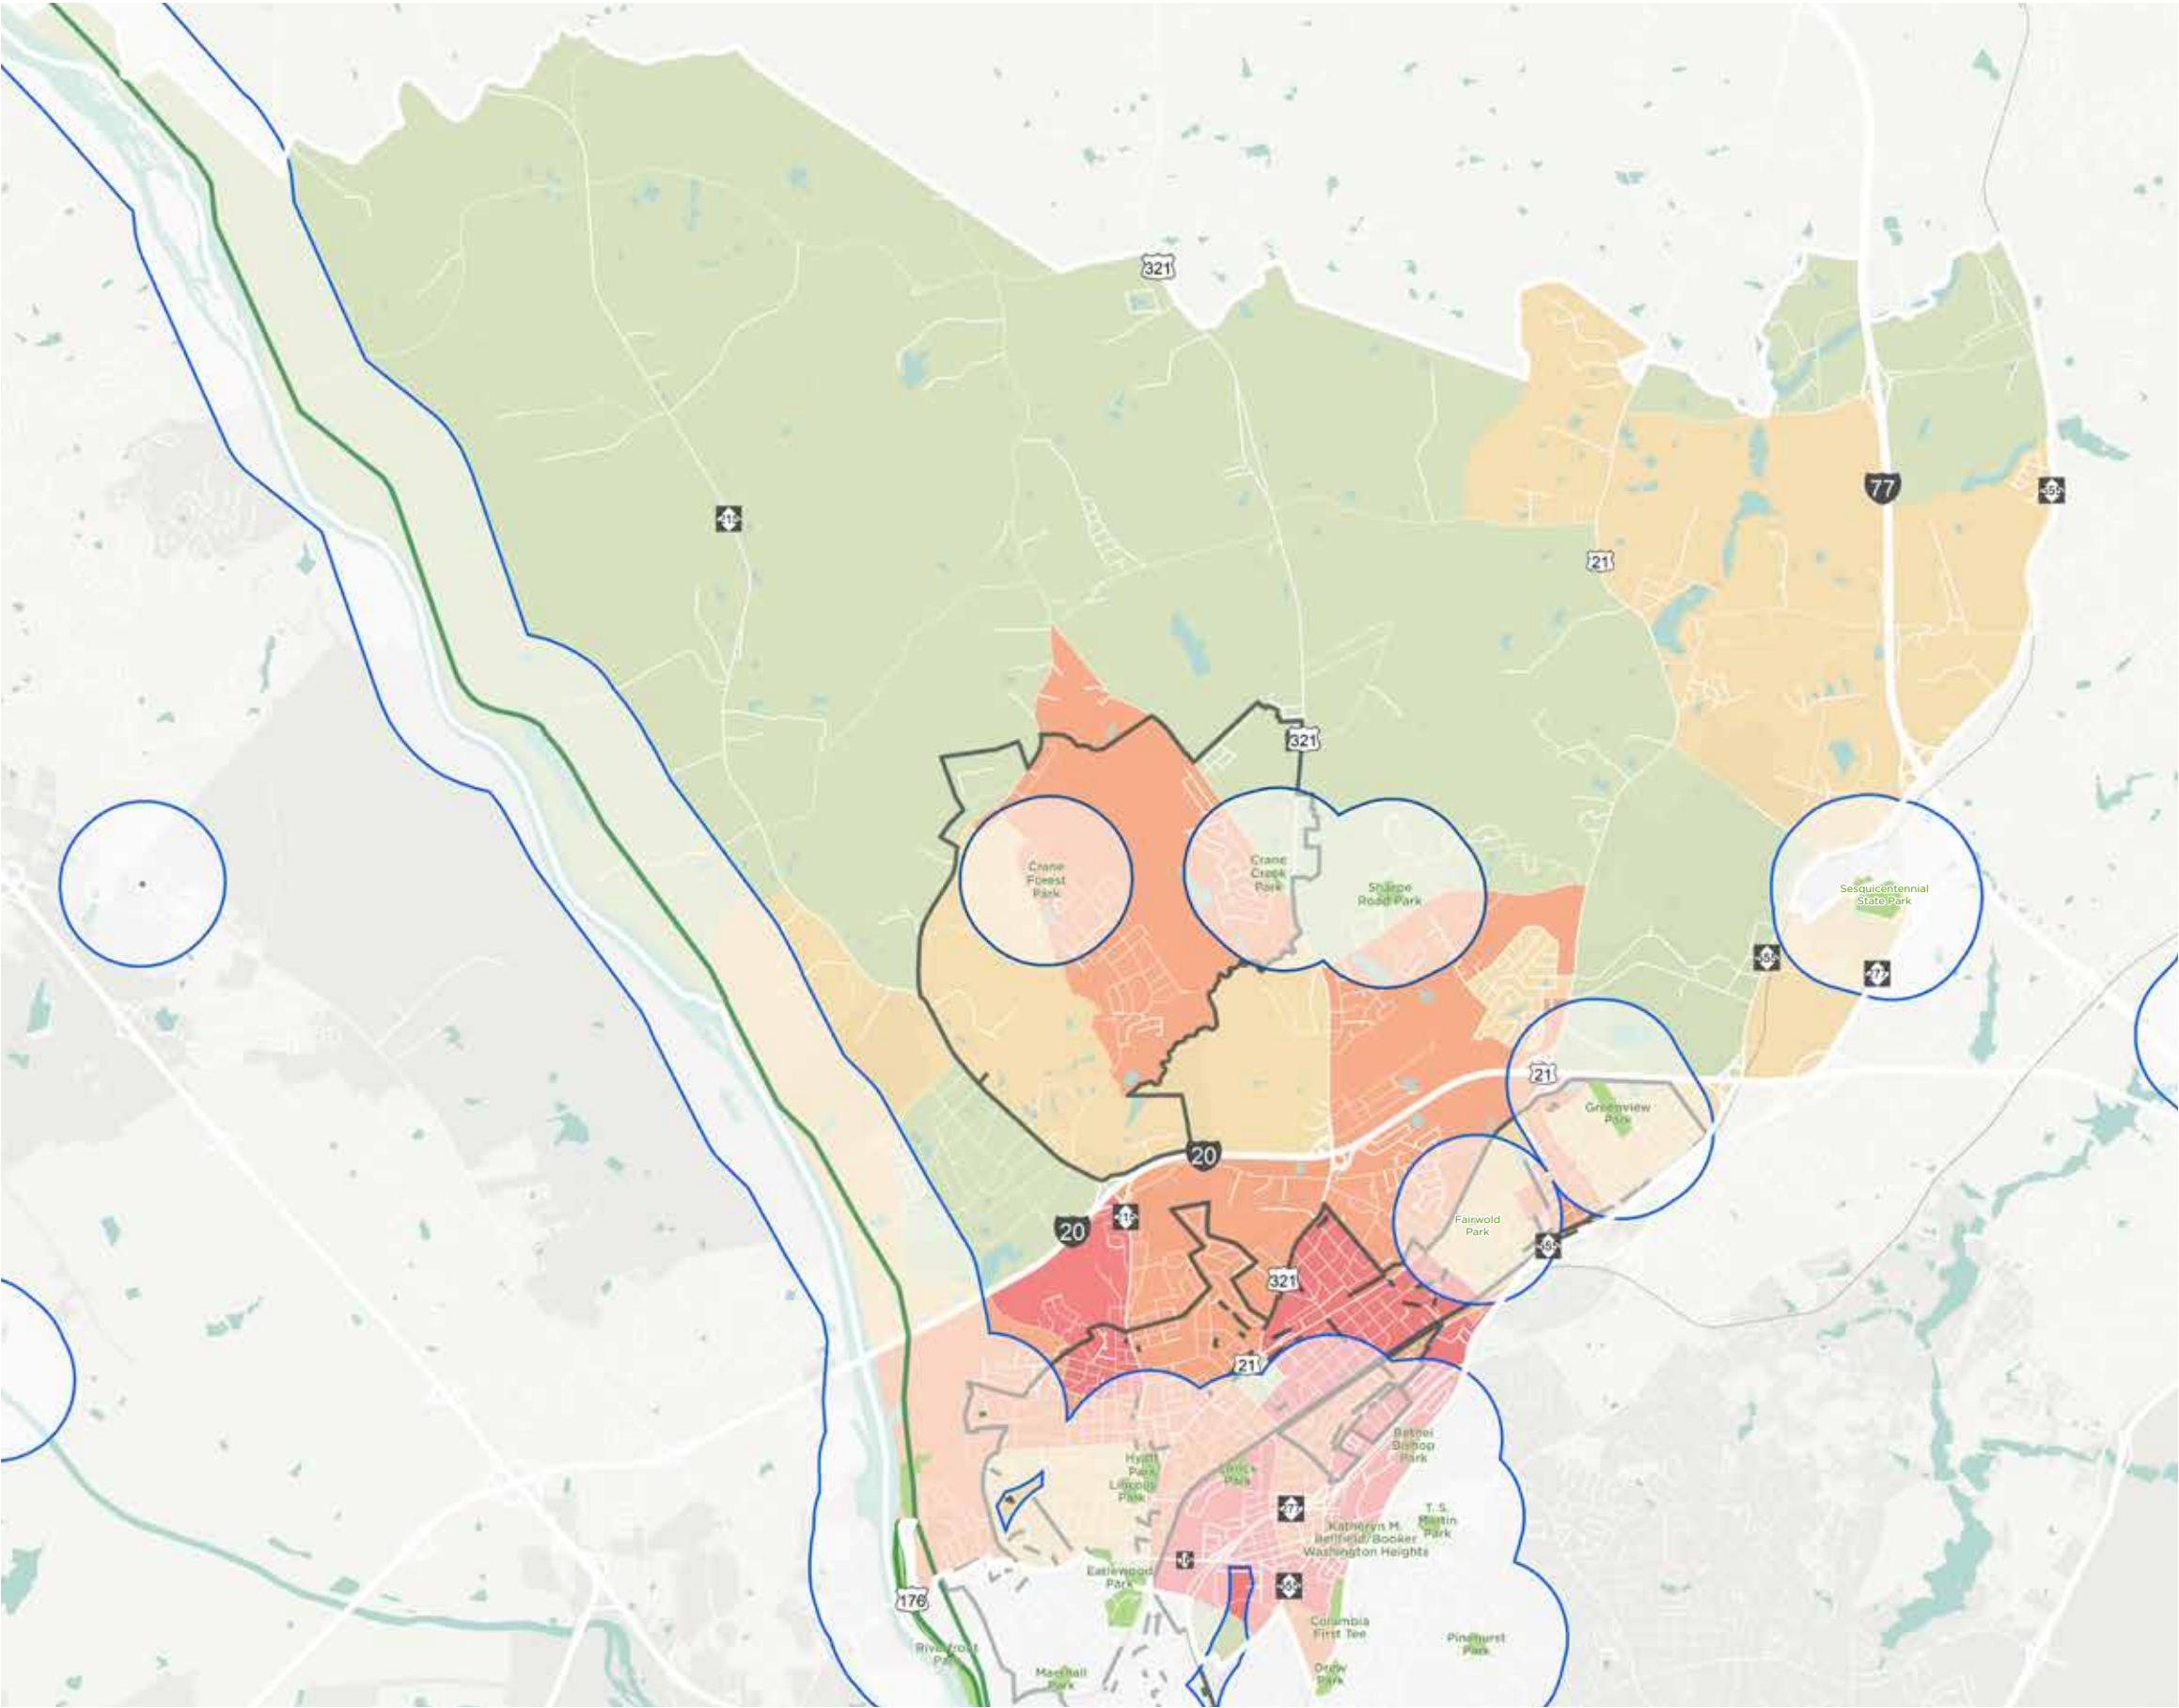 321
77
555
215
21
321
Crane
Forest
Park
Crane
Creek
Park
Sharpe
Road Park
Sesquicentennial
State Park
555
277
21
Greenview
Park
20
215
20
Fairwold
Park
555
321
21
Bethel
Bishop
Park
Hyatt
Park
Lincoln
Park
277
T. S.
Martin
Park
Katheryn M.
Bellfield/Booker
Washington Heights
Earlewood
Park
555
176
Columbia
First Tee
Riverfront
Park
Pinehurst
Park
Marshall
Park
Drew
Park